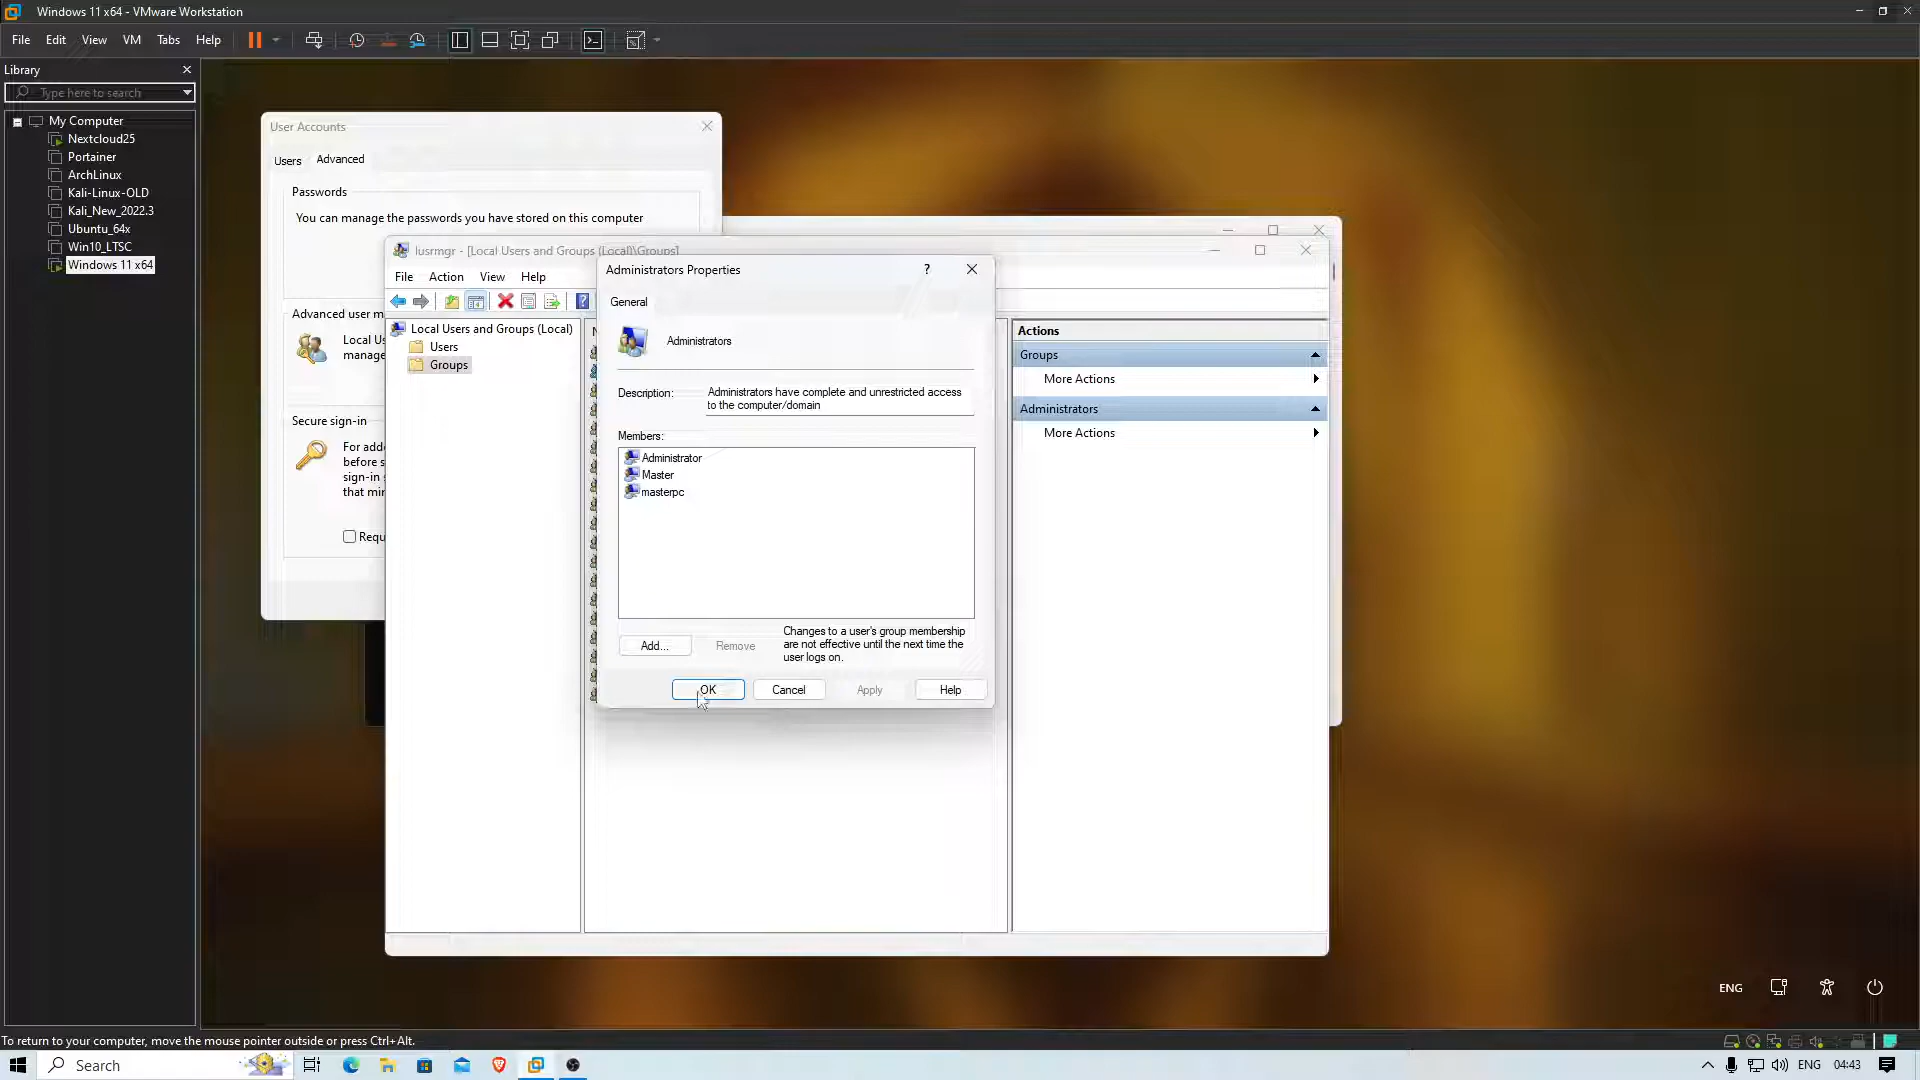 Windows 11 x64 - VMware Workstation
File Edit View VM Tabs Help
Library
Type here to search
My Computer
Nextcloud25
Portainer
ArchLinux
Kali-Linux-OLD
Kali_New_2022.3
Ubuntu_64x
Win10_LTSC
Windows 11 x64
User Accounts
Users Advanced
Passwords
You can manage the passwords you have stored on this computer
Advanced user m
Local Us
manage
Secure sign-in
For adde
before s
sign-in s
that min
Requ
lusrmgr - [Local Users and Groups (Local)\Groups]
File Action View Help
Local Users and Groups (Local)
Users
Groups
N
Administrators Properties
General
Administrators
Description:
Administrators have complete and unrestricted access
to the computer/domain
Members:
Administrator
Master
masterpc
Add...
Remove
Changes to a user's group membership
are not effective until the next time the
user logs on.
OK
Cancel
Apply
Help
Actions
Groups
More Actions
Administrators
More Actions
ENG
To return to your computer, move the mouse pointer outside or press Ctrl+Alt.
Search
ENG
04:43